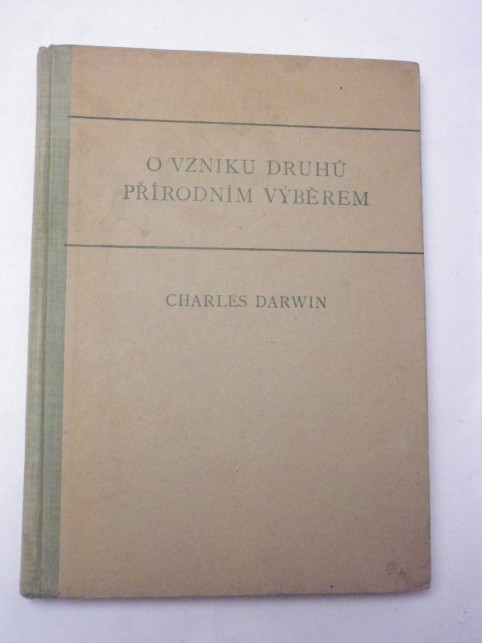 O VZNIKU DRUHŮ
PŘÍRODNÍM VÝBĚREM
CHARLES DARWIN